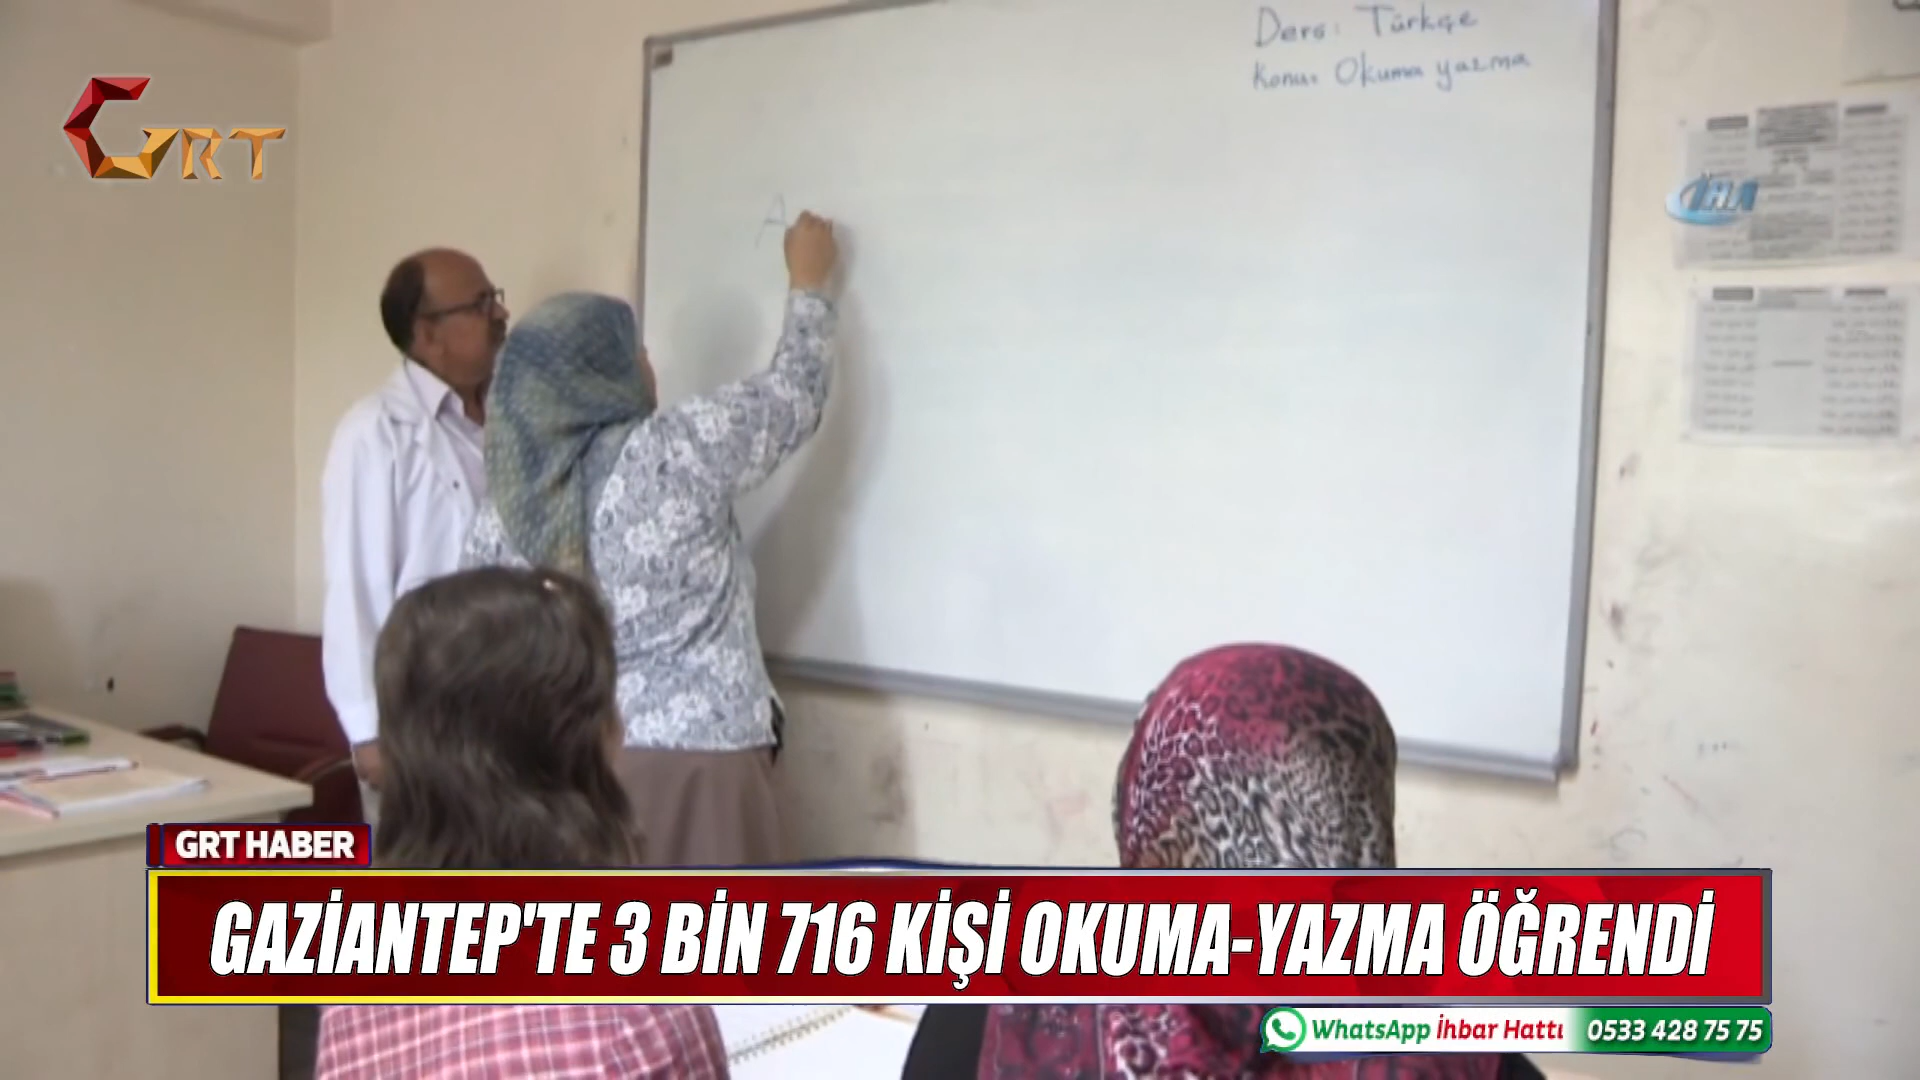 Ders: Türkçe
Konu: Okuma yazma
GRT
İHA
A
GRT HABER
GAZİANTEP'TE 3 BİN 716 KİŞİ OKUMA-YAZMA ÖĞRENDİ
WhatsApp İhbar Hattı 0533 428 75 75